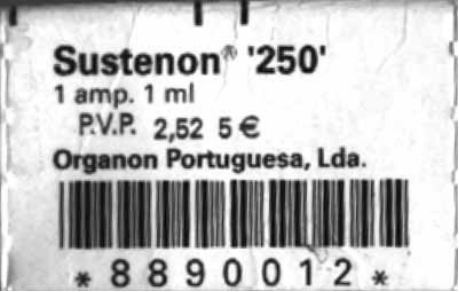 Sustenon® '250'
1 amp. 1 ml
P.V.P. 2,52 5 €
Organon Portuguesa, Lda.
* 8 8 9 0 0 1 2 *